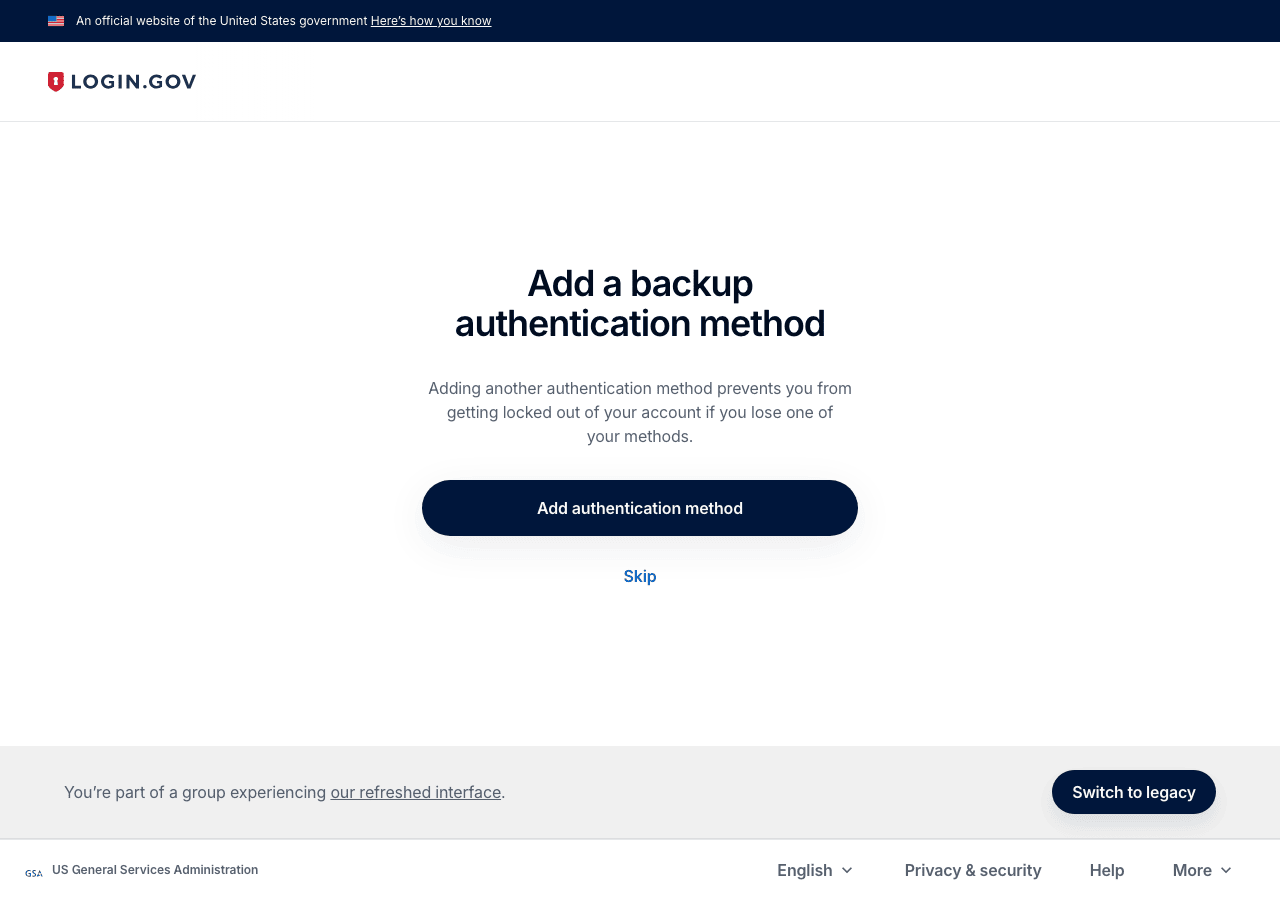 An official website of the United States government Here’s how you know
LOGIN.GOV
Add a backup
authentication method
Adding another authentication method prevents you from
getting locked out of your account if you lose one of
your methods.
Add authentication method
Skip
You’re part of a group experiencing our refreshed interface.
Switch to legacy
GSA US General Services Administration
English
Privacy & security
Help
More